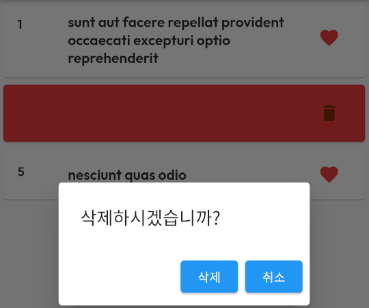 1
sunt aut facere repellat provident
occaecati excepturi optio
reprehenderit
5
nesciunt quas odio
삭제하시겠습니까?
삭제
취소